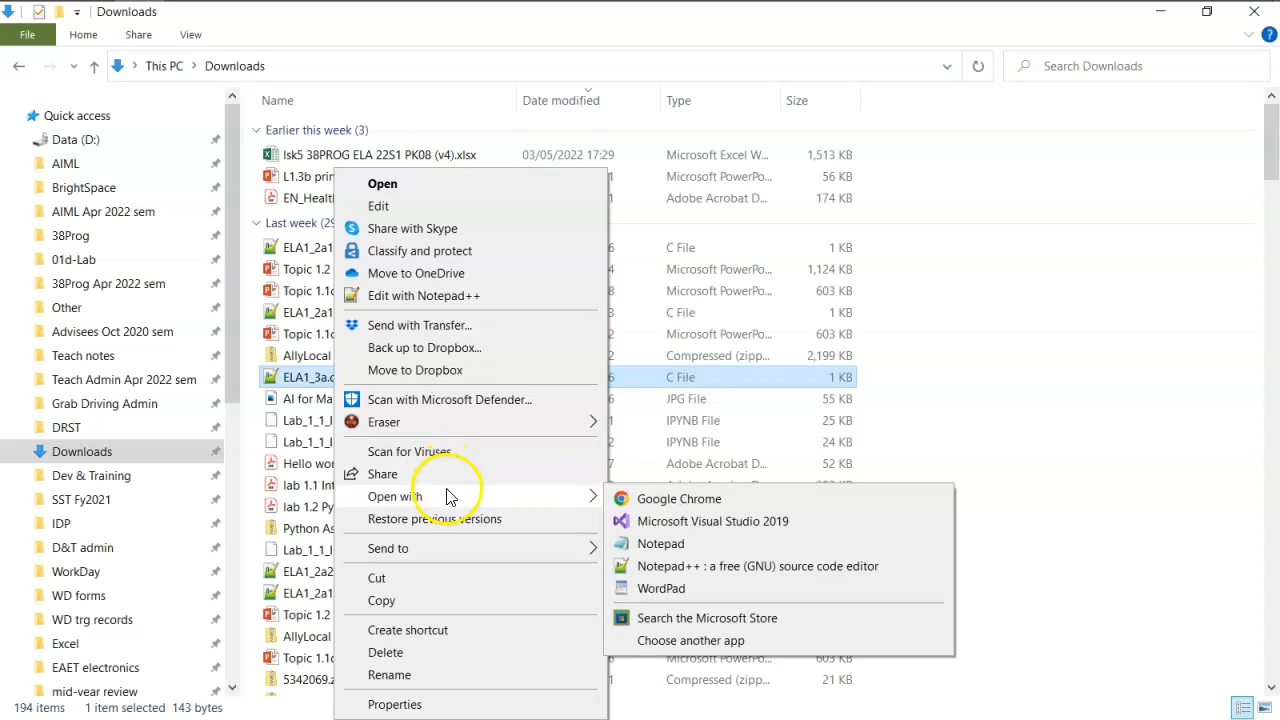 Downloads
File Home Share View
This PC Downloads Search Downloads
Quick access
Data (D:)
AIML
BrightSpace
AIML Apr 2022 sem
38Prog
01d-Lab
38Prog Apr 2022 sem
Other
Advisees Oct 2020 sem
Teach notes
Teach Admin Apr 2022 sem
Grab Driving Admin
DRST
Downloads
Dev & Training
SST Fy2021
IDP
D&T admin
WorkDay
WD forms
WD trg records
Excel
EAET electronics
mid-year review
Name Date modified Type Size
Earlier this week (3)
lsk5 38PROG ELA 22S1 PK08 (v4).xlsx 03/05/2022 17:29 Microsoft Excel W... 1,513 KB
L1.3b prin 1 Microsoft PowerPo... 56 KB
EN_Healt 1 Adobe Acrobat D... 174 KB
Last week (29
ELA1_2a1 6 C File 1 KB
Topic 1.2 4 Microsoft PowerPo... 1,124 KB
Topic 1.1c 8 Microsoft PowerPo... 603 KB
ELA1_2a1 3 C File 1 KB
Topic 1.1c 2 Microsoft PowerPo... 603 KB
AllyLocal 2 Compressed (zipp... 2,199 KB
ELA1_3a.c 6 C File 1 KB
AI for Ma 6 JPG File 55 KB
Lab_1_1_I 6 IPYNB File 25 KB
Lab_1_1_I 2 IPYNB File 24 KB
Hello wor 7 Adobe Acrobat D... 52 KB
lab 1.1 Int
lab 1.2 Py
Python As
Lab_1_1_I
ELA1_2a2
ELA1_2a1
Topic 1.2
AllyLocal
Topic 1.1c Microsoft PowerPo... 603 KB
5342069.z Compressed (zipp... 21 KB
Open
Edit
Share with Skype
Classify and protect
Move to OneDrive
Edit with Notepad++
Send with Transfer...
Back up to Dropbox...
Move to Dropbox
Scan with Microsoft Defender...
Eraser
Scan for Viruses...
Share
Open with
Restore previous versions
Send to
Cut
Copy
Create shortcut
Delete
Rename
Properties
Google Chrome
Microsoft Visual Studio 2019
Notepad
Notepad++ : a free (GNU) source code editor
WordPad
Search the Microsoft Store
Choose another app
194 items 1 item selected 143 bytes